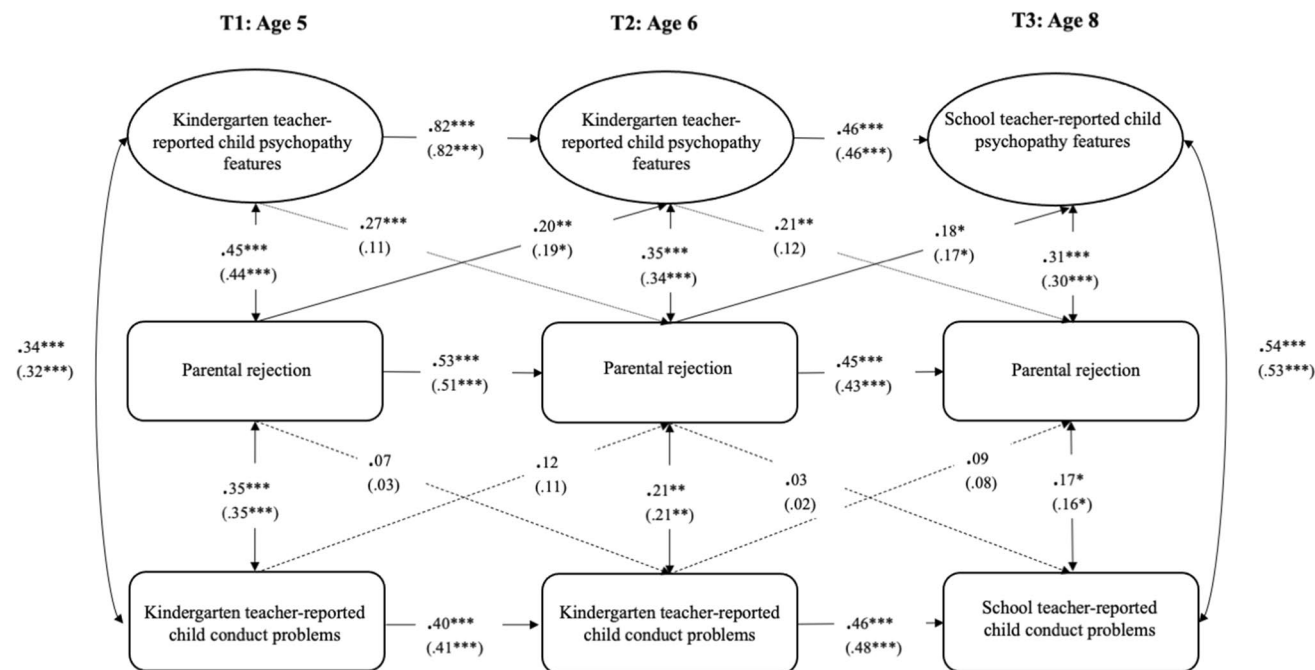 T1: Age 5
T2: Age 6
T3: Age 8
Kindergarten teacher-
reported child psychopathy
features
.82***
(.82***)
Kindergarten teacher-
reported child psychopathy
features
.46***
(.46***)
School teacher-reported child
psychopathy features
.45***
(.44***)
.27***
(.11)
.20**
(.19*)
.35***
(.34***)
.21**
(.12)
.18*
(.17*)
.31***
(.30***)
.34***
(.32***)
Parental rejection
.53***
(.51***)
Parental rejection
.45***
(.43***)
Parental rejection
.54***
(.53***)
.35***
(.35***)
.07
(.03)
.12
(.11)
.21**
(.21**)
.03
(.02)
.09
(.08)
.17*
(.16*)
Kindergarten teacher-reported
child conduct problems
.40***
(.41***)
Kindergarten teacher-reported
child conduct problems
.46***
(.48***)
School teacher-reported
child conduct problems